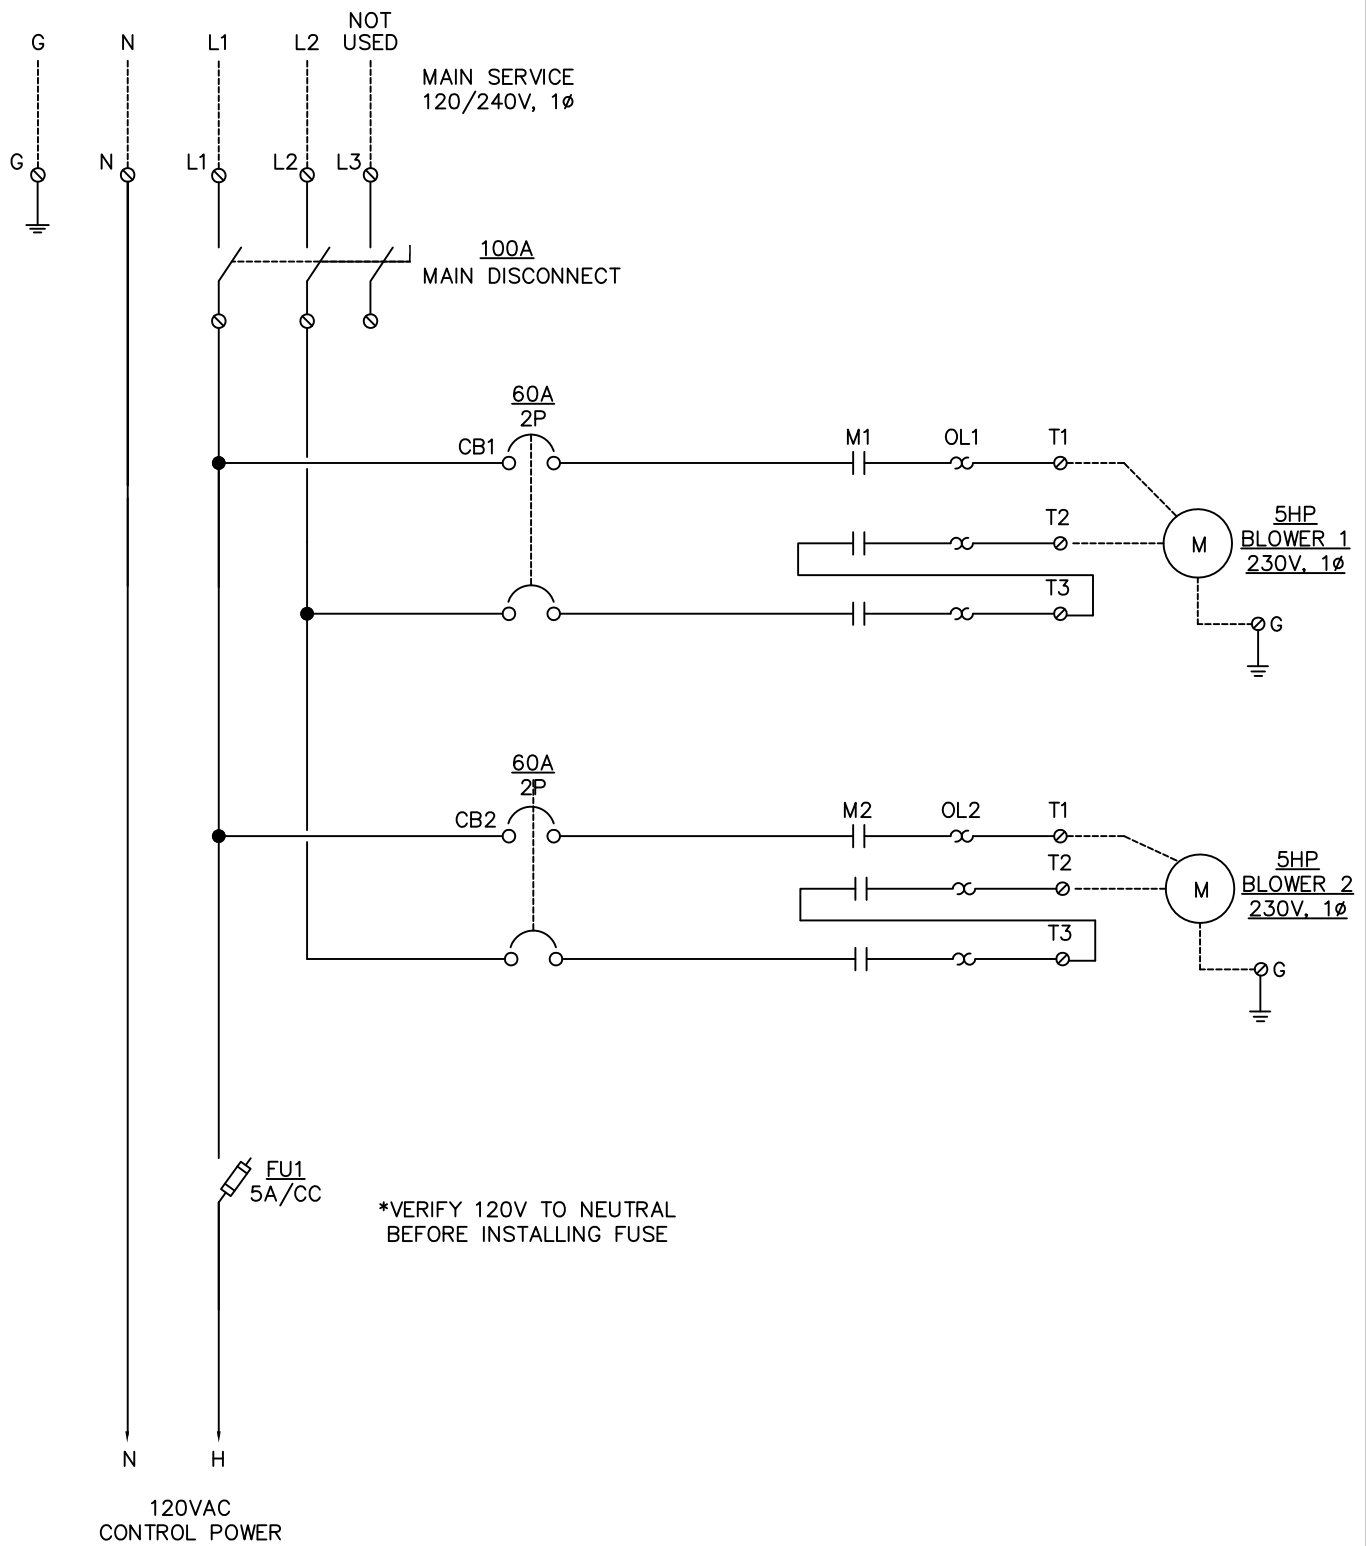 G
N
L1
L2
NOT
USED
MAIN SERVICE
120/240V, 1ø
G
N
L1
L2
L3
100A
MAIN DISCONNECT
60A
2P
CB1
M1
OL1
T1
T2
T3
M
5HP
BLOWER 1
230V, 1ø
G
60A
2P
CB2
M2
OL2
T1
T2
T3
M
5HP
BLOWER 2
230V, 1ø
G
FU1
5A/CC
*VERIFY 120V TO NEUTRAL
BEFORE INSTALLING FUSE
N
H
120VAC
CONTROL POWER